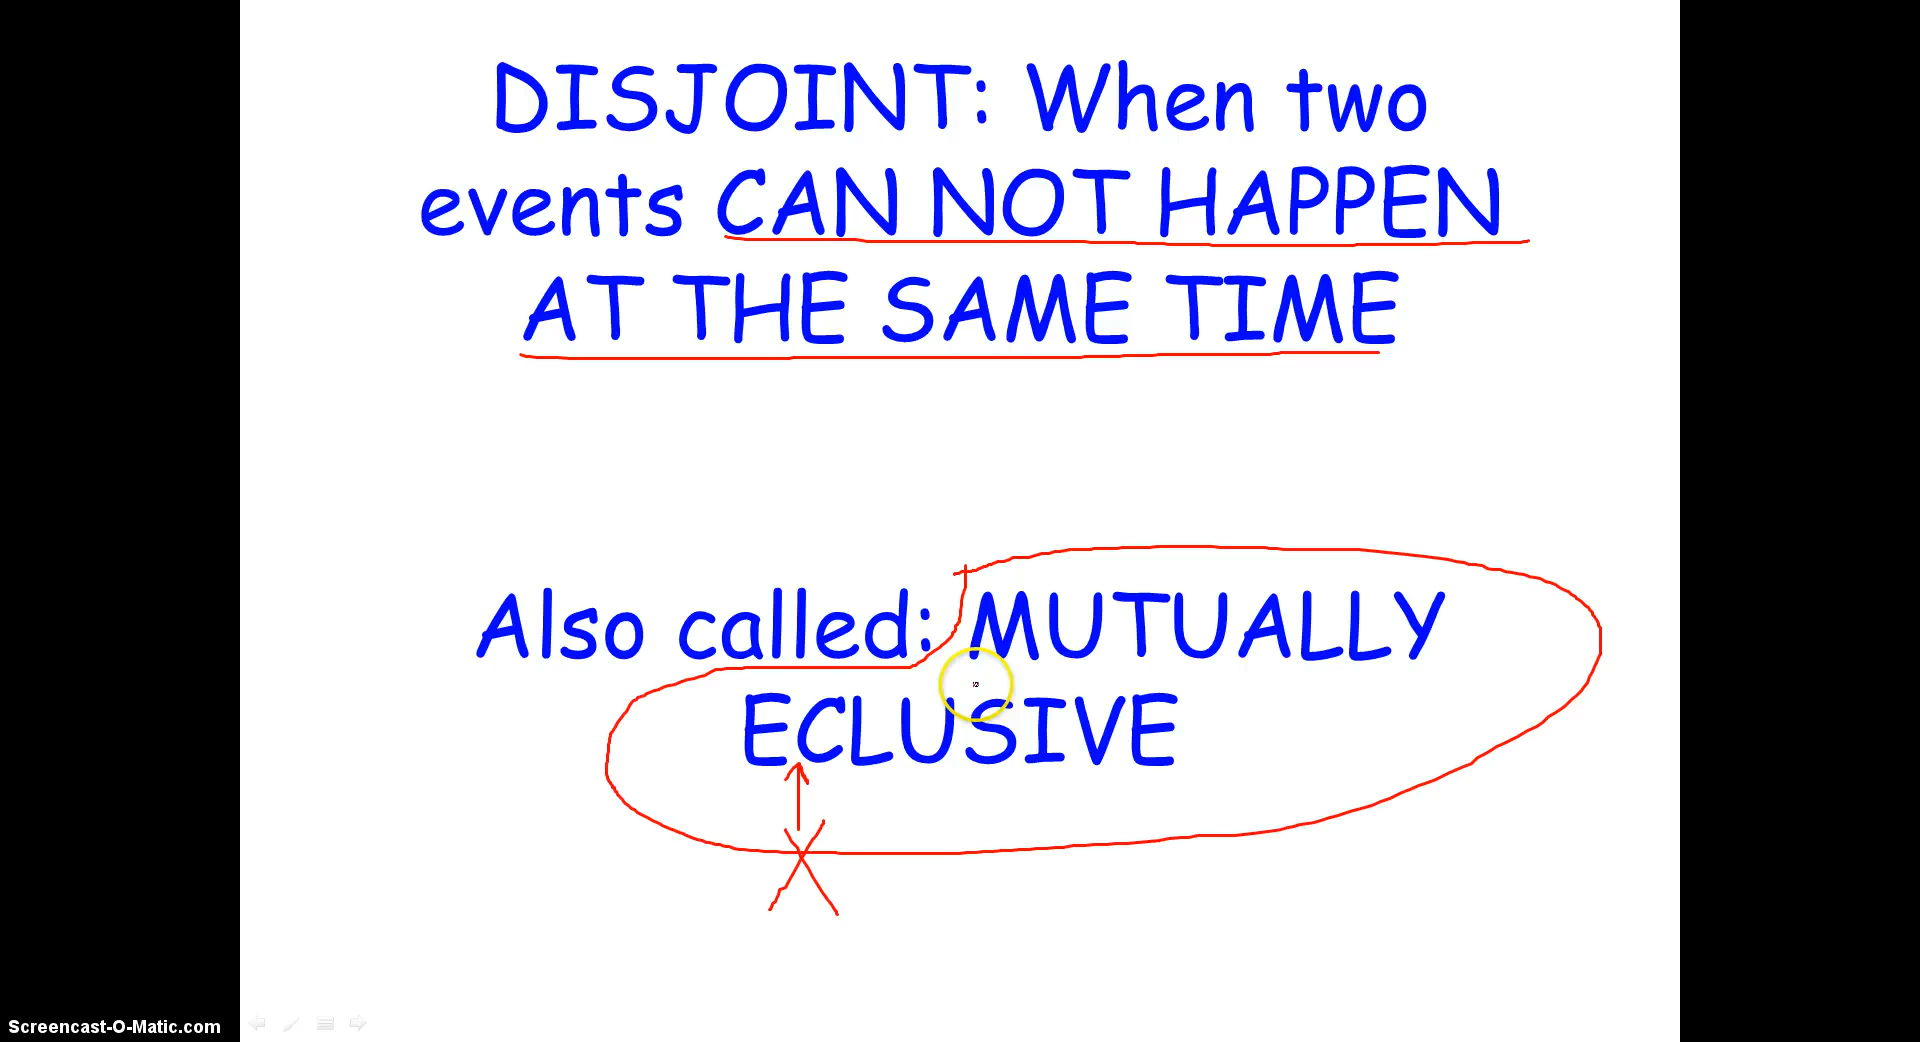 DISJOINT: When two
events CAN NOT HAPPEN
AT THE SAME TIME
Also called: MUTUALLY
ECLUSIVE
X
Screencast-O-Matic.com